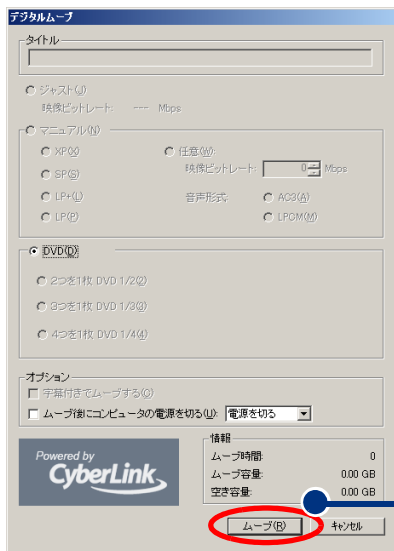 デジタルムーブ
タイトル
ジャスト(J)
映像ビットレート: --- Mbps
マニュアル(N)
XP(X)
任意(W):
SP(S)
映像ビットレート: 0 Mbps
LP+(L)
音声形式: AC3(A)
LP(P)
LPCM(M)
DVD(D)
2つを1枚 DVD 1/2(2)
3つを1枚 DVD 1/3(3)
4つを1枚 DVD 1/4(4)
オプション
字幕付きでムーブする(C)
ムーブ後にコンピュータの電源を切る(U): 電源を切る
Powered by
CyberLink
情報
ムーブ時間: 0
ムーブ容量: 0.00 GB
空き容量: 0.00 GB
ムーブ(R)
キャンセル